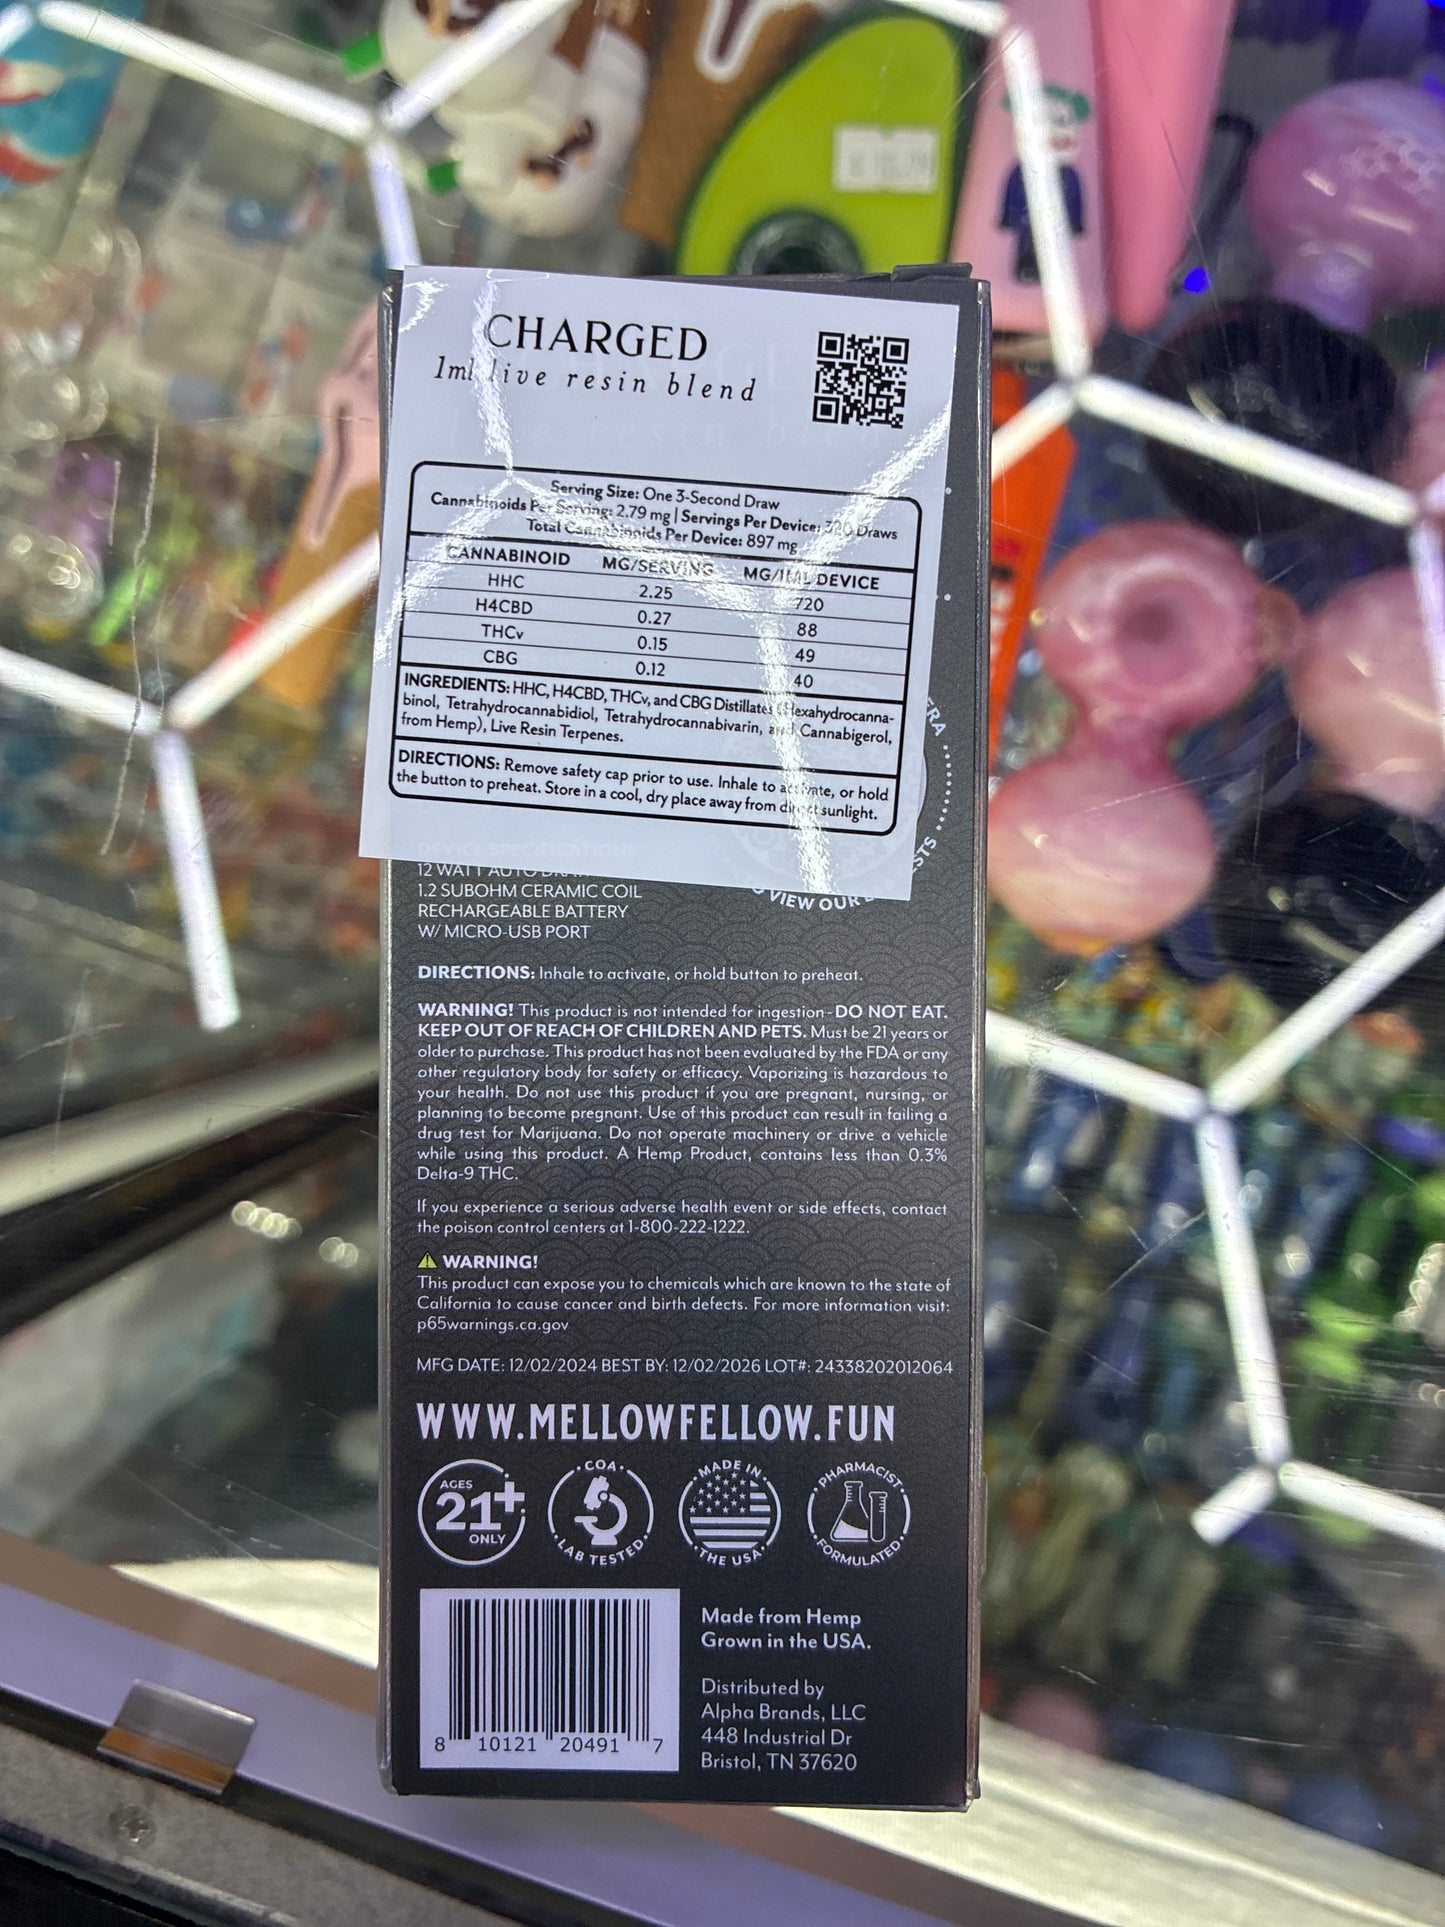 CHARGED
1ml live resin blend
Serving Size: One 3-Second Draw
Cannabinoids Per Serving: 2.79 mg | Servings Per Device: 320 Draws
Total Cannabinoids Per Device: 897 mg
CANNABINOID MG/SERVING MG/1ML DEVICE
HHC 2.25 720
H4CBD 0.27 88
THCv 0.15 49
CBG 0.12 40
INGREDIENTS: HHC, H4CBD, THCv, and CBG Distillates (Hexahydrocanna-
binol, Tetrahydrocannabidiol, Tetrahydrocannabivarin, and Cannabigerol,
from Hemp), Live Resin Terpenes.
DIRECTIONS: Remove safety cap prior to use. Inhale to activate, or hold
the button to preheat. Store in a cool, dry place away from direct sunlight.
DEVICE SPECIFICATIONS
12 WATT AUTO
1.2 SUBOHM CERAMIC COIL
RECHARGEABLE BATTERY
W/ MICRO-USB PORT
VIEW OUR
DIRECTIONS: Inhale to activate, or hold button to preheat.
WARNING! This product is not intended for ingestion-DO NOT EAT.
KEEP OUT OF REACH OF CHILDREN AND PETS. Must be 21 years or
older to purchase. This product has not been evaluated by the FDA or any
other regulatory body for safety or efficacy. Vaporizing is hazardous to
your health. Do not use this product if you are pregnant, nursing, or
planning to become pregnant. Use of this product can result in failing a
drug test for Marijuana. Do not operate machinery or drive a vehicle
while using this product. A Hemp Product, contains less than 0.3%
Delta-9 THC.
If you experience a serious adverse health event or side effects, contact
the poison control centers at 1-800-222-1222.
WARNING!
This product can expose you to chemicals which are known to the state of
California to cause cancer and birth defects. For more information visit:
p65warnings.ca.gov
MFG DATE: 12/02/2024 BEST BY: 12/02/2026 LOT#: 24338202012064
WWW.MELLOWFELLOW.FUN
AGES
21+
ONLY
COA
LAB TESTED
MADE IN
THE USA
PHARMACIST
FORMULATED
8 10121 20491 7
Made from Hemp
Grown in the USA.
Distributed by
Alpha Brands, LLC
448 Industrial Dr
Bristol, TN 37620